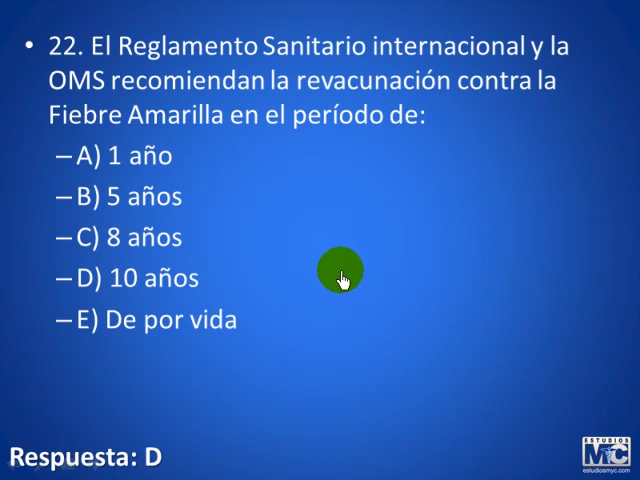 • 22. El Reglamento Sanitario internacional y la
OMS recomiendan la revacunación contra la
Fiebre Amarilla en el período de:
– A) 1 año
– B) 5 años
– C) 8 años
– D) 10 años
– E) De por vida
Respuesta: D
ESTUDIOS
MyC
estudiosmyc.com